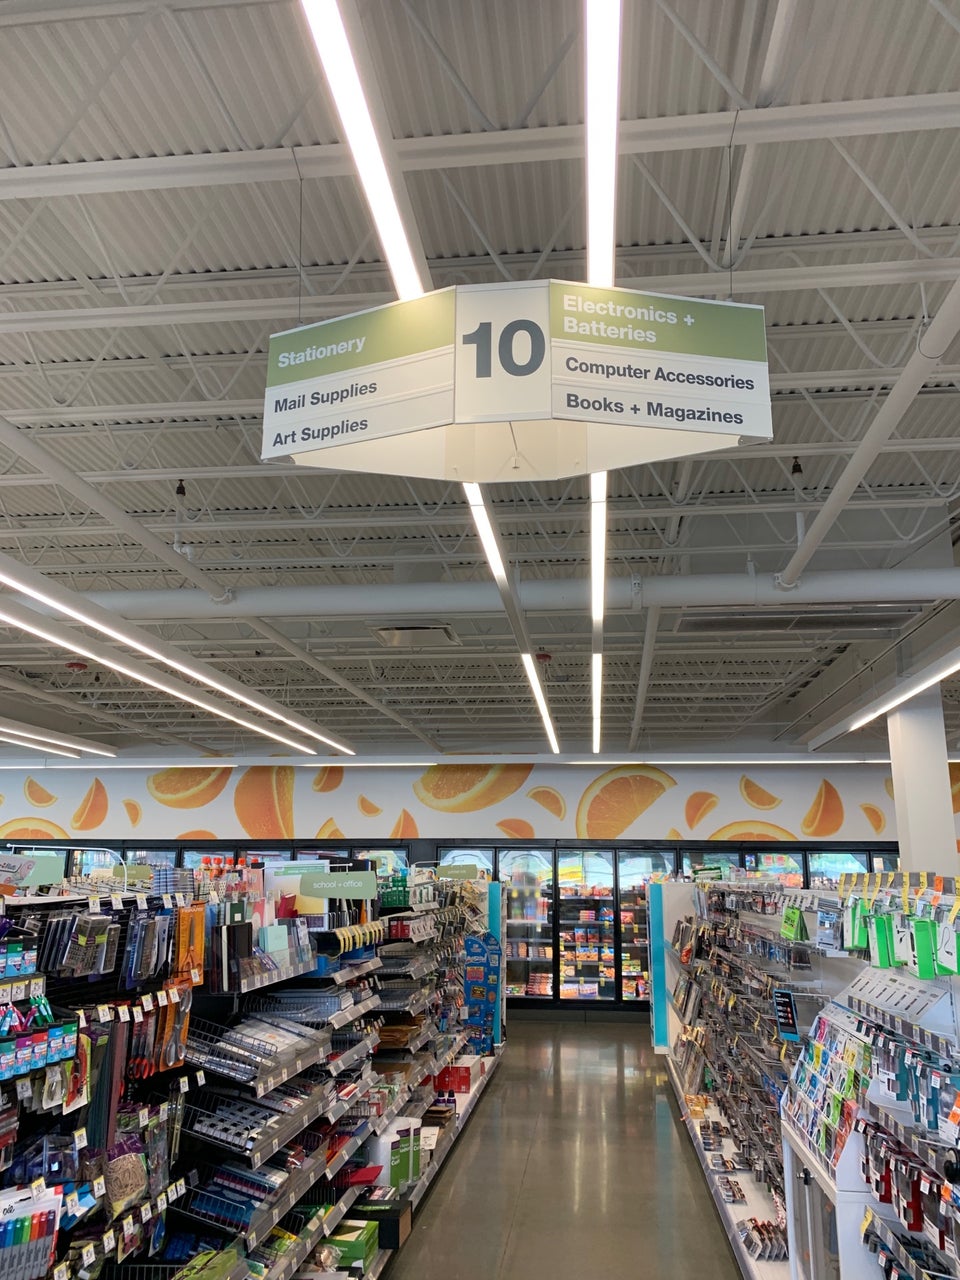 Stationery
Mail Supplies
Art Supplies
10
Electronics +
Batteries
Computer Accessories
Books + Magazines
school + office